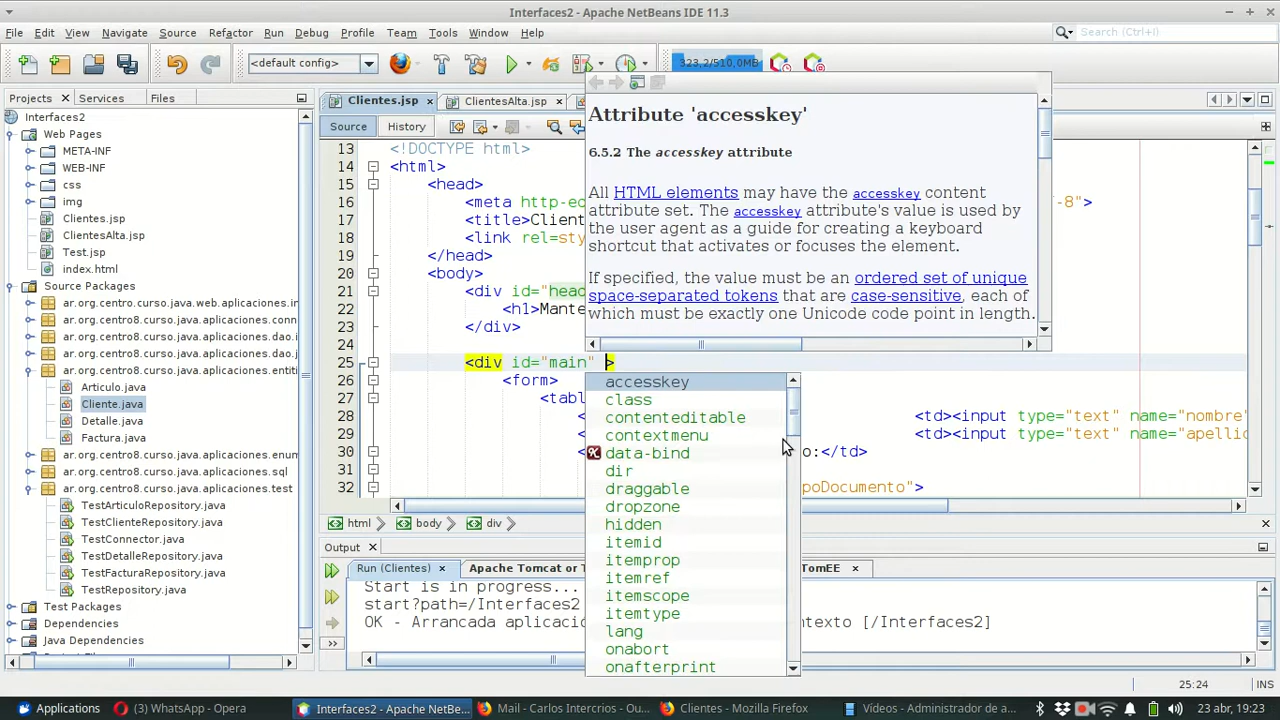 Interfaces2 - Apache NetBeans IDE 11.3
File Edit View Navigate Source Refactor Run Debug Profile Team Tools Window Help
Search (Ctrl+I)
<default config>
323,2/510,0MB
Projects Services Files
Clientes.jsp ClientesAlta.jsp
Source History
Interfaces2
Web Pages
META-INF
WEB-INF
css
img
Clientes.jsp
ClientesAlta.jsp
Test.jsp
index.html
Source Packages
ar.org.centro8.curso.java.web.aplicaciones.in
ar.org.centro8.curso.java.aplicaciones.conn
ar.org.centro8.curso.java.aplicaciones.dao.i
ar.org.centro8.curso.java.aplicaciones.dao.j
ar.org.centro8.curso.java.aplicaciones.entit
Articulo.java
Cliente.java
Detalle.java
Factura.java
ar.org.centro8.curso.java.aplicaciones.enum
ar.org.centro8.curso.java.aplicaciones.sql
ar.org.centro8.curso.java.aplicaciones.test
TestArticuloRepository.java
TestClienteRepository.java
TestConnector.java
TestDetalleRepository.java
TestFacturaRepository.java
TestRepository.java
Test Packages
Dependencies
Java Dependencies
13 <!DOCTYPE html>
14 <html>
15 <head>
16 <meta http-eq -8">
17 <title>Clien
18 <link rel=sty
19 </head>
20 <body>
21 <div id="head
22 <h1>Mante
23 </div>
24
25 <div id="main" >
26 <form>
27 <tabl
28 < <td><input type="text" name="nombre'
29 < <td><input type="text" name="apellic
30 < o:</td>
31
32 poDocumento">
Attribute 'accesskey'
6.5.2 The accesskey attribute
All HTML elements may have the accesskey content
attribute set. The accesskey attribute's value is used by
the user agent as a guide for creating a keyboard
shortcut that activates or focuses the element.
If specified, the value must be an ordered set of unique
space-separated tokens that are case-sensitive, each of
which must be exactly one Unicode code point in length.
accesskey
class
contenteditable
contextmenu
data-bind
dir
draggable
dropzone
hidden
itemid
itemprop
itemref
itemscope
itemtype
lang
onabort
onafterprint
html body div
Output
Run (Clientes) Apache Tomcat or T TomEE
Start is in progress...
start?path=/Interfaces2
OK - Arrancada aplicacio ntexto [/Interfaces2]
25:24 INS
Applications (3) WhatsApp - Opera Interfaces2 - Apache NetBe... Mail - Carlos Intercrios - Ou... Clientes - Mozilla Firefox Vídeos - Administrador de a... 23 abr, 19:23